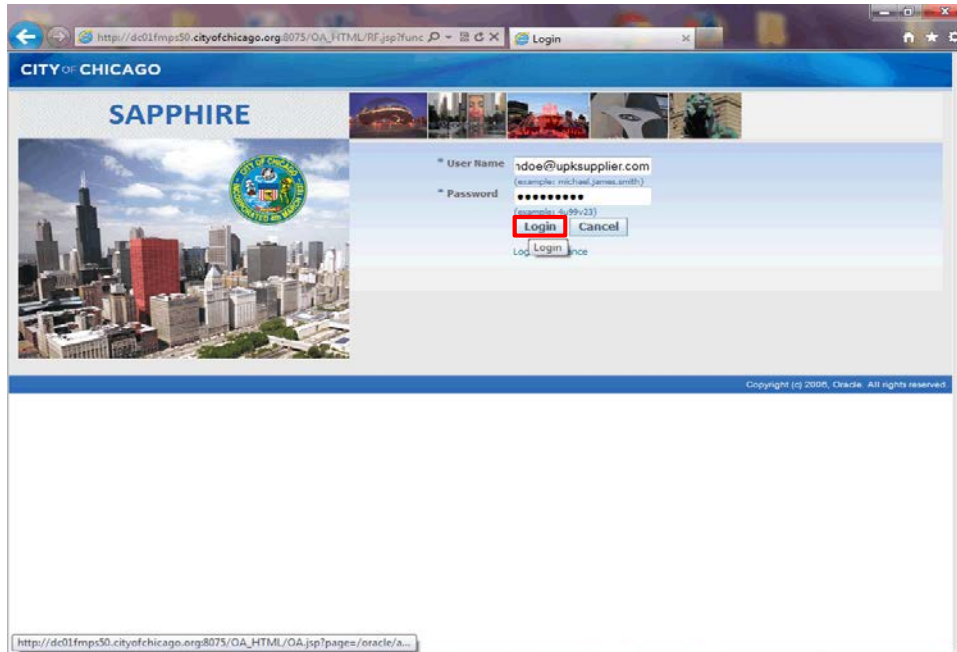 http://dc01fmps50.cityofchicago.org:8075/OA_HTML/RF.jsp?func
Login
CITY OF CHICAGO
SAPPHIRE
* User Name ndoe@upksupplier.com
(example: michael.james.smith)
* Password •••••••••
(example: 4u99v23)
Login Cancel
Login
Copyright (c) 2006, Oracle. All rights reserved.
http://dc01fmps50.cityofchicago.org:8075/OA_HTML/OA.jsp?page=/oracle/a...